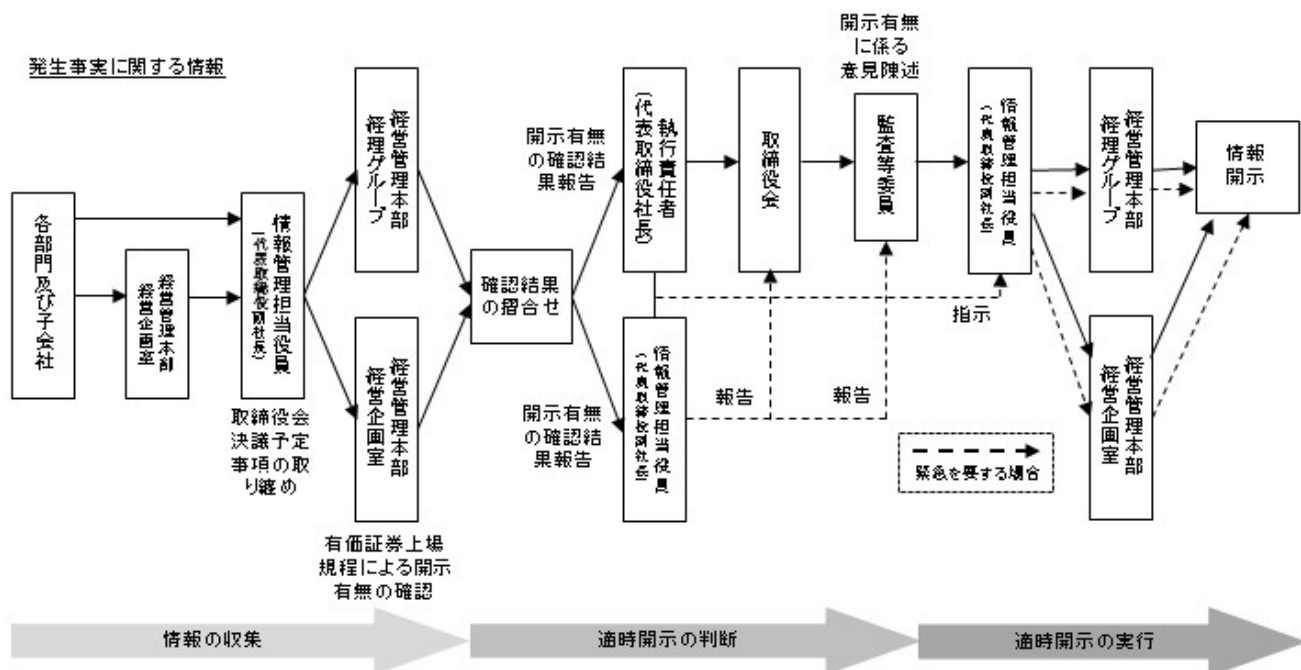 発生事実に関する情報
各部門及び子会社
経営管理本部
経営企画室
情報管理担当役員
(代表取締役副社長)
取締役会
決議予定
事項の取
り纏め
経営管理本部
経理グループ
経営管理本部
経営企画室
有価証券上場
規程による開示
有無の確認
確認結果
の摺合せ
開示有無
の確認結
果報告
開示有無
の確認結
果報告
執行責任者
(代表取締役社長)
情報管理担当役員
(代表取締役副社長)
取締役会
報告
開示有無
に係る
意見陳述
監査等委員
報告
情報管理担当役員
(代表取締役副社長)
指示
経営管理本部
経理グループ
経営管理本部
経営企画室
情報
開示
緊急を要する場合
情報の収集
適時開示の判断
適時開示の実行